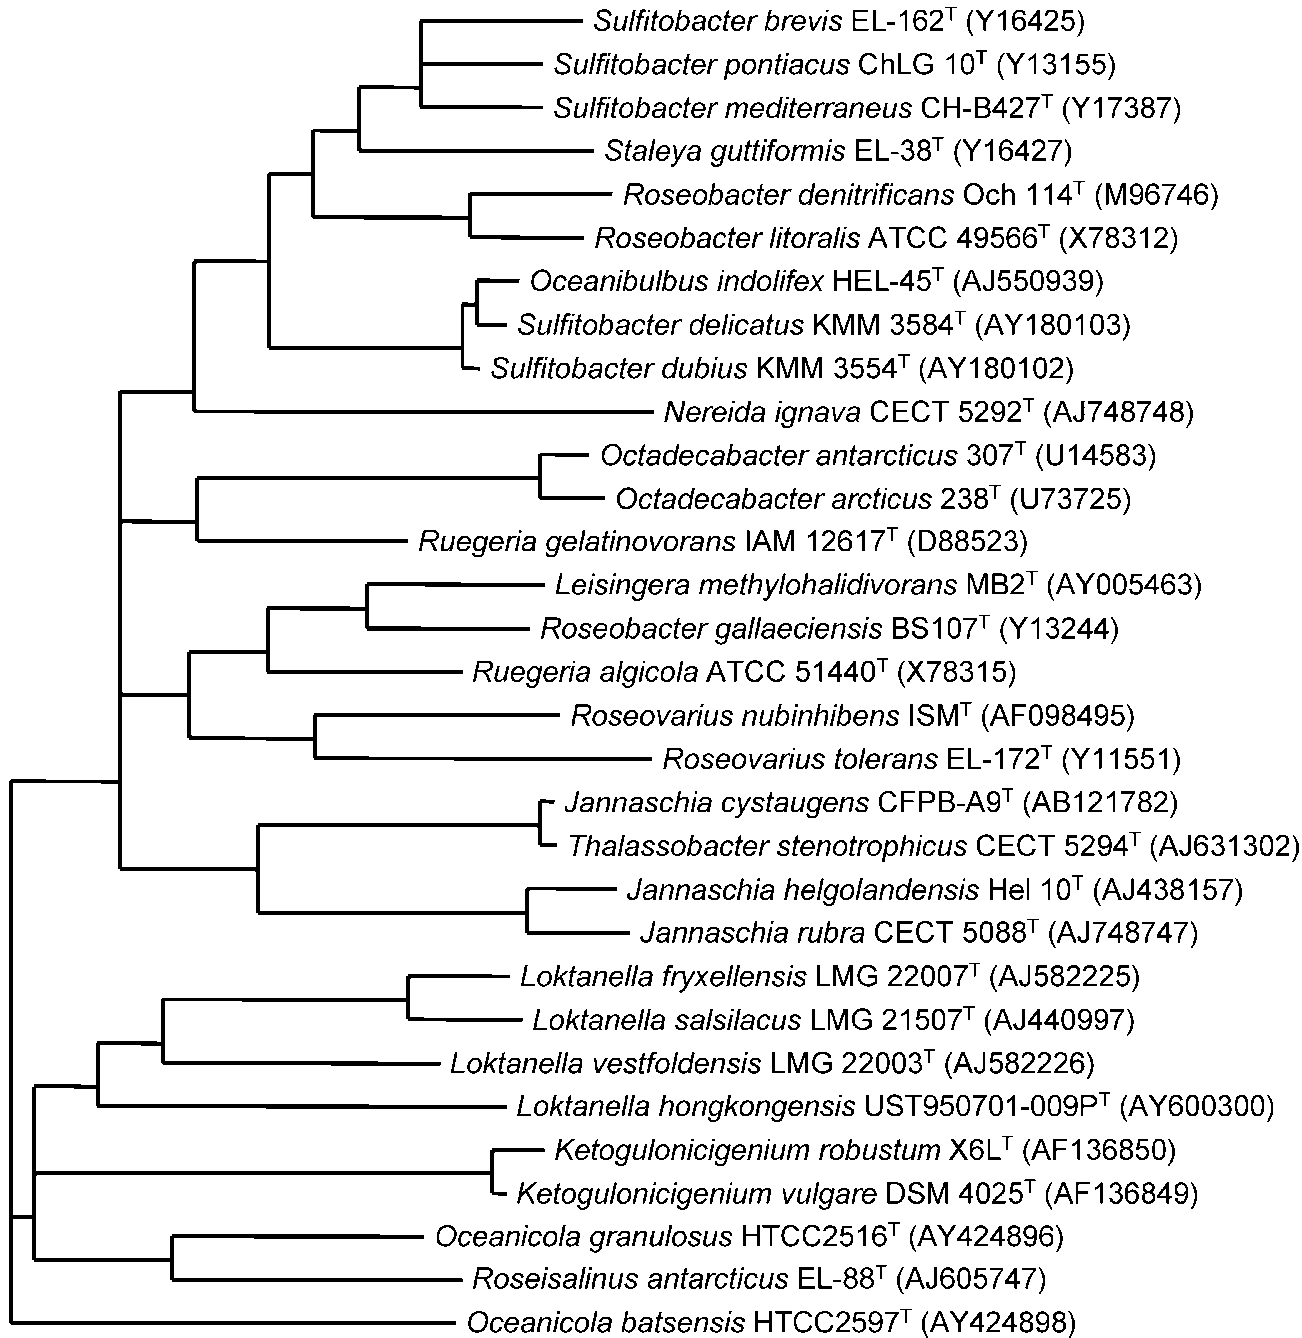 Sulfitobacter brevis EL-162ᵀ (Y16425)
Sulfitobacter pontiacus ChLG 10ᵀ (Y13155)
Sulfitobacter mediterraneus CH-B427ᵀ (Y17387)
Staleya guttiformis EL-38ᵀ (Y16427)
Roseobacter denitrificans Och 114ᵀ (M96746)
Roseobacter litoralis ATCC 49566ᵀ (X78312)
Oceanibulbus indolifex HEL-45ᵀ (AJ550939)
Sulfitobacter delicatus KMM 3584ᵀ (AY180103)
Sulfitobacter dubius KMM 3554ᵀ (AY180102)
Nereida ignava CECT 5292ᵀ (AJ748748)
Octadecabacter antarcticus 307ᵀ (U14583)
Octadecabacter arcticus 238ᵀ (U73725)
Ruegeria gelatinovorans IAM 12617ᵀ (D88523)
Leisingera methylohalidivorans MB2ᵀ (AY005463)
Roseobacter gallaeciensis BS107ᵀ (Y13244)
Ruegeria algicola ATCC 51440ᵀ (X78315)
Roseovarius nubinhibens ISMᵀ (AF098495)
Roseovarius tolerans EL-172ᵀ (Y11551)
Jannaschia cystaugens CFPB-A9ᵀ (AB121782)
Thalassobacter stenotrophicus CECT 5294ᵀ (AJ631302)
Jannaschia helgolandensis Hel 10ᵀ (AJ438157)
Jannaschia rubra CECT 5088ᵀ (AJ748747)
Loktanella fryxellensis LMG 22007ᵀ (AJ582225)
Loktanella salsilacus LMG 21507ᵀ (AJ440997)
Loktanella vestfoldensis LMG 22003ᵀ (AJ582226)
Loktanella hongkongensis UST950701-009Pᵀ (AY600300)
Ketogulonicigenium robustum X6Lᵀ (AF136850)
Ketogulonicigenium vulgare DSM 4025ᵀ (AF136849)
Oceanicola granulosus HTCC2516ᵀ (AY424896)
Roseisalinus antarcticus EL-88ᵀ (AJ605747)
Oceanicola batsensis HTCC2597ᵀ (AY424898)